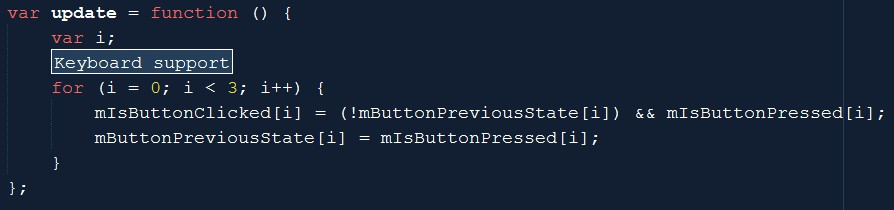 var update = function () {
    var i;
    Keyboard support
    for (i = 0; i < 3; i++) {
        mIsButtonClicked[i] = (!mButtonPreviousState[i]) && mIsButtonPressed[i];
        mButtonPreviousState[i] = mIsButtonPressed[i];
    }
};